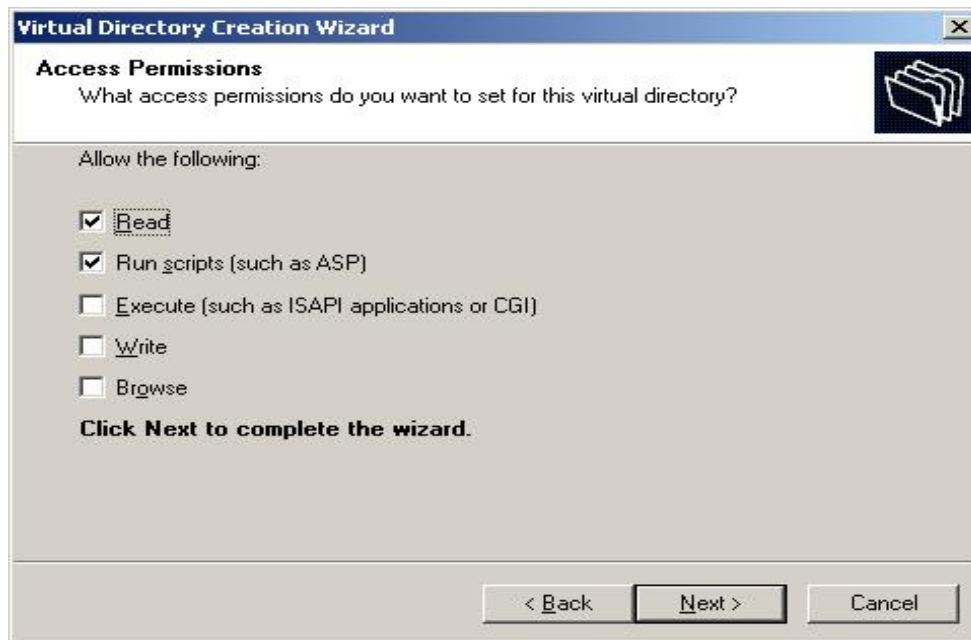 Virtual Directory Creation Wizard
Access Permissions
What access permissions do you want to set for this virtual directory?
Allow the following:
Read
Run scripts (such as ASP)
Execute (such as ISAPI applications or CGI)
Write
Browse
Click Next to complete the wizard.
< Back Next > Cancel